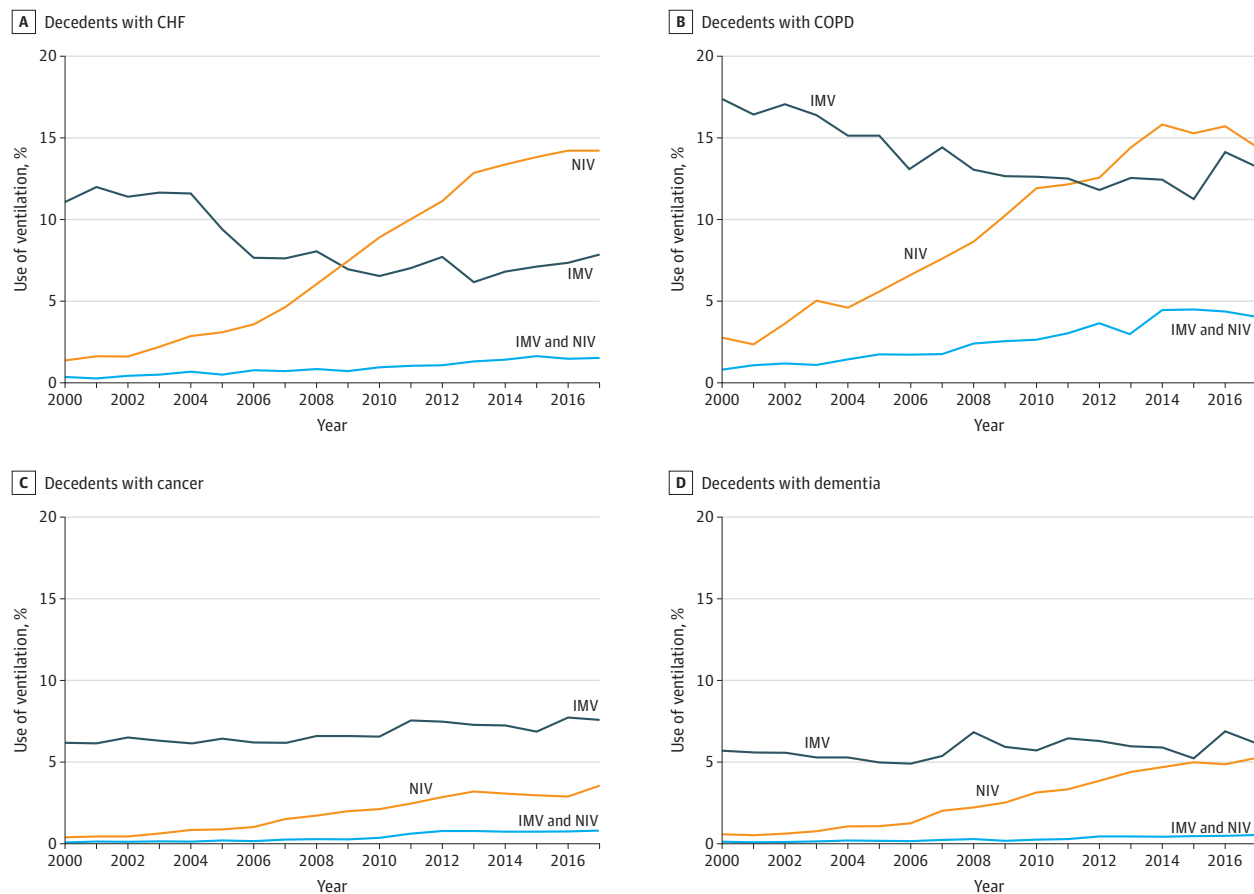 A Decedents with CHF
20
15
10
5
0
Use of ventilation, %
NIV
IMV
IMV and NIV
2000 2002 2004 2006 2008 2010 2012 2014 2016
Year
B Decedents with COPD
20
15
10
5
0
Use of ventilation, %
IMV
NIV
IMV and NIV
2000 2002 2004 2006 2008 2010 2012 2014 2016
Year
C Decedents with cancer
20
15
10
5
0
Use of ventilation, %
IMV
NIV
IMV and NIV
2000 2002 2004 2006 2008 2010 2012 2014 2016
Year
D Decedents with dementia
20
15
10
5
0
Use of ventilation, %
IMV
NIV
IMV and NIV
2000 2002 2004 2006 2008 2010 2012 2014 2016
Year